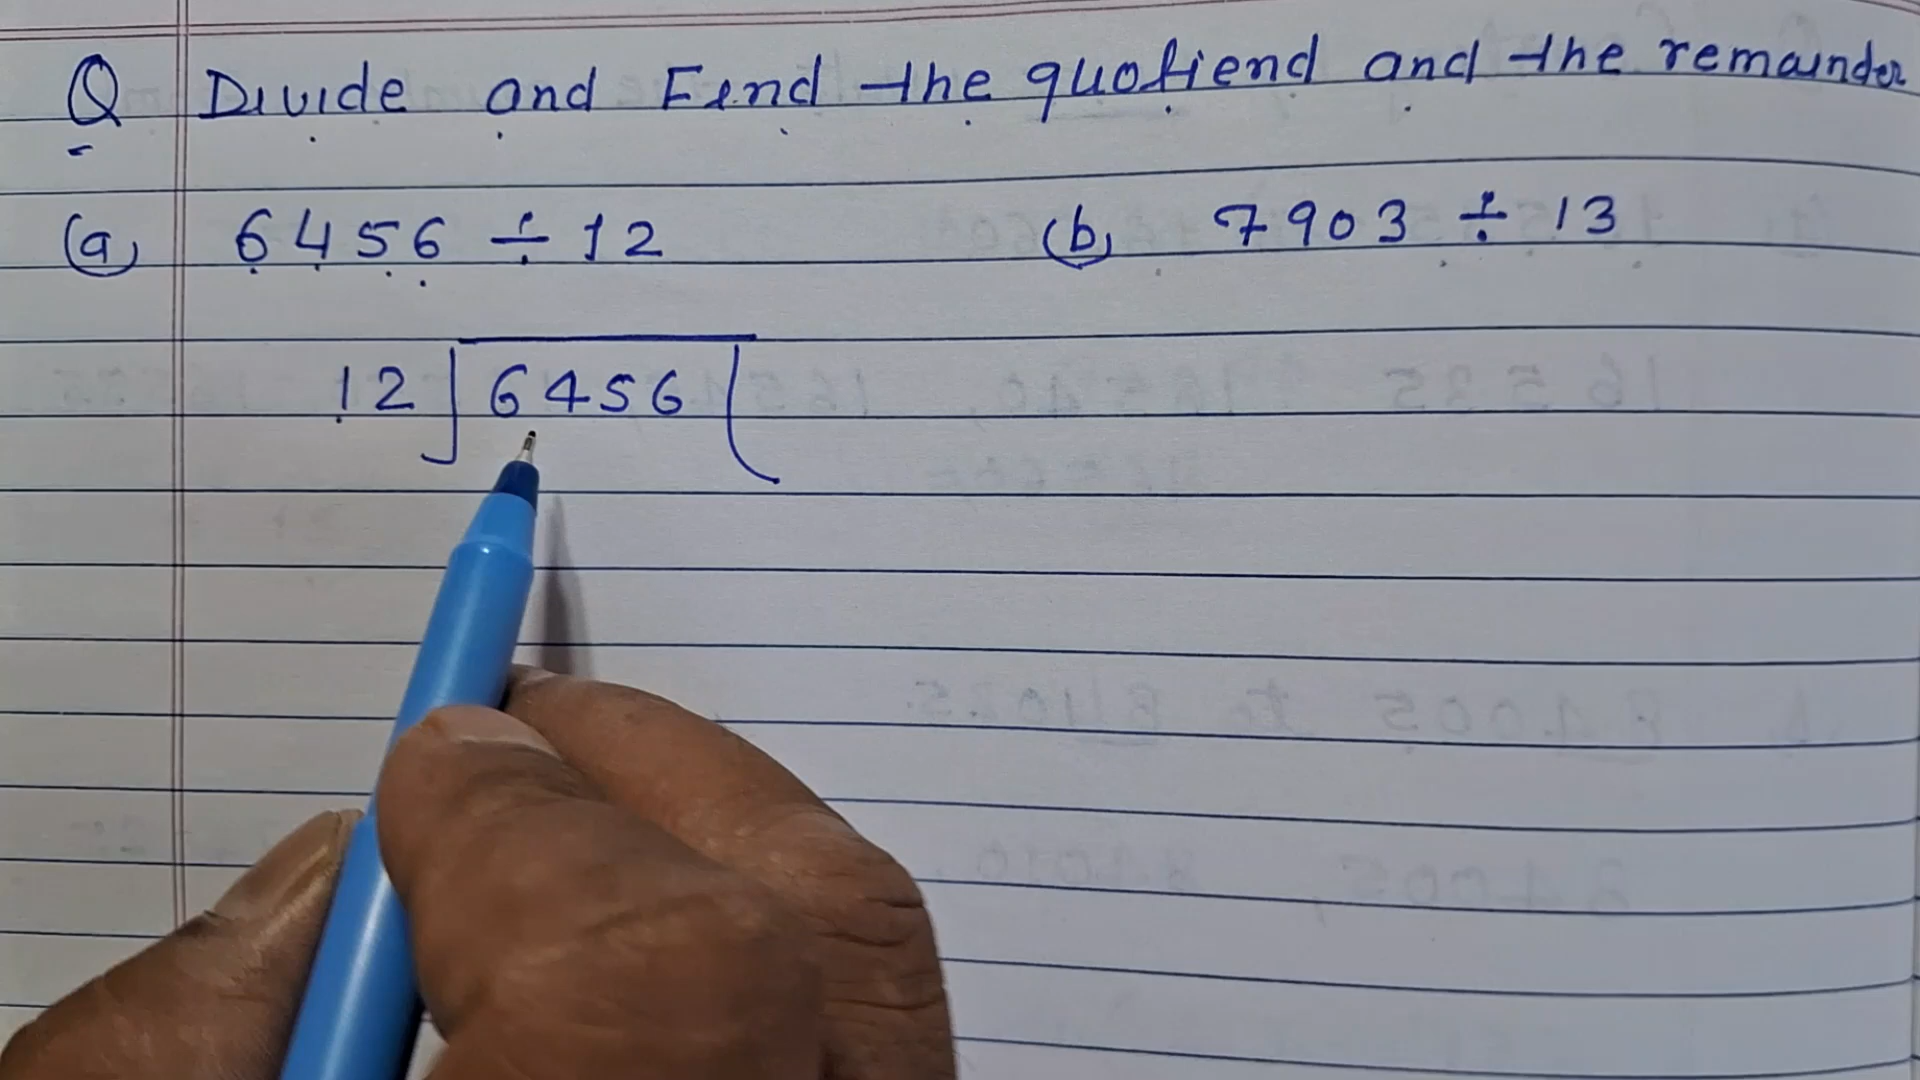 Q Divide and Find the quotiend and the remainder
(a) 6456 ÷ 12 (b) 7903 ÷ 13
12 6456